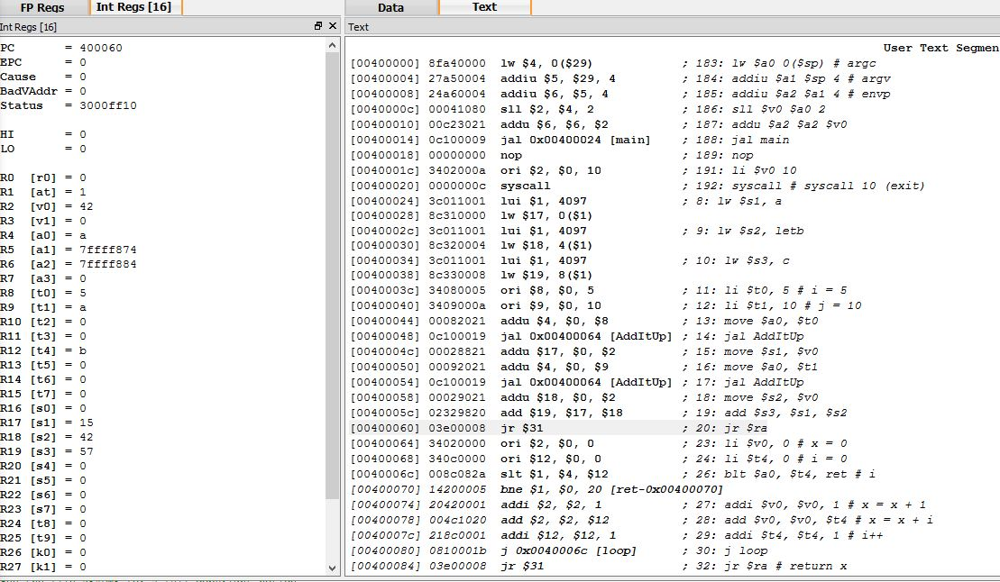 FP Regs Int Regs [16] Data Text
Int Regs [16] Text
PC = 400060
EPC = 0
Cause = 0
BadVAddr = 0
Status = 3000ff10
HI = 0
LO = 0
R0 [r0] = 0
R1 [at] = 1
R2 [v0] = 42
R3 [v1] = 0
R4 [a0] = a
R5 [a1] = 7ffff874
R6 [a2] = 7ffff884
R7 [a3] = 0
R8 [t0] = 5
R9 [t1] = a
R10 [t2] = 0
R11 [t3] = 0
R12 [t4] = b
R13 [t5] = 0
R14 [t6] = 0
R15 [t7] = 0
R16 [s0] = 0
R17 [s1] = 15
R18 [s2] = 42
R19 [s3] = 57
R20 [s4] = 0
R21 [s5] = 0
R22 [s6] = 0
R23 [s7] = 0
R24 [t8] = 0
R25 [t9] = 0
R26 [k0] = 0
R27 [k1] = 0
User Text Segmen
[00400000] 8fa40000 lw $4, 0($29) ; 183: lw $a0 0($sp) # argc
[00400004] 27a50004 addiu $5, $29, 4 ; 184: addiu $a1 $sp 4 # argv
[00400008] 24a60004 addiu $6, $5, 4 ; 185: addiu $a2 $a1 4 # envp
[0040000c] 00041080 sll $2, $4, 2 ; 186: sll $v0 $a0 2
[00400010] 00c23021 addu $6, $6, $2 ; 187: addu $a2 $a2 $v0
[00400014] 0c100009 jal 0x00400024 [main] ; 188: jal main
[00400018] 00000000 nop ; 189: nop
[0040001c] 3402000a ori $2, $0, 10 ; 191: li $v0 10
[00400020] 0000000c syscall ; 192: syscall # syscall 10 (exit)
[00400024] 3c011001 lui $1, 4097 ; 8: lw $s1, a
[00400028] 8c310000 lw $17, 0($1)
[0040002c] 3c011001 lui $1, 4097 ; 9: lw $s2, letb
[00400030] 8c320004 lw $18, 4($1)
[00400034] 3c011001 lui $1, 4097 ; 10: lw $s3, c
[00400038] 8c330008 lw $19, 8($1)
[0040003c] 34080005 ori $8, $0, 5 ; 11: li $t0, 5 # i = 5
[00400040] 3409000a ori $9, $0, 10 ; 12: li $t1, 10 # j = 10
[00400044] 00082021 addu $4, $0, $8 ; 13: move $a0, $t0
[00400048] 0c100019 jal 0x00400064 [AddItUp] ; 14: jal AddItUp
[0040004c] 00028821 addu $17, $0, $2 ; 15: move $s1, $v0
[00400050] 00092021 addu $4, $0, $9 ; 16: move $a0, $t1
[00400054] 0c100019 jal 0x00400064 [AddItUp] ; 17: jal AddItUp
[00400058] 00029021 addu $18, $0, $2 ; 18: move $s2, $v0
[0040005c] 02329820 add $19, $17, $18 ; 19: add $s3, $s1, $s2
[00400060] 03e00008 jr $31 ; 20: jr $ra
[00400064] 34020000 ori $2, $0, 0 ; 23: li $v0, 0 # x = 0
[00400068] 340c0000 ori $12, $0, 0 ; 24: li $t4, 0 # i = 0
[0040006c] 008c082a slt $1, $4, $12 ; 26: blt $a0, $t4, ret # i
[00400070] 14200005 bne $1, $0, 20 [ret-0x00400070]
[00400074] 20420001 addi $2, $2, 1 ; 27: addi $v0, $v0, 1 # x = x + 1
[00400078] 004c1020 add $2, $2, $12 ; 28: add $v0, $v0, $t4 # x = x + i
[0040007c] 218c0001 addi $12, $12, 1 ; 29: addi $t4, $t4, 1 # i++
[00400080] 0810001b j 0x0040006c [loop] ; 30: j loop
[00400084] 03e00008 jr $31 ; 32: jr $ra # return x